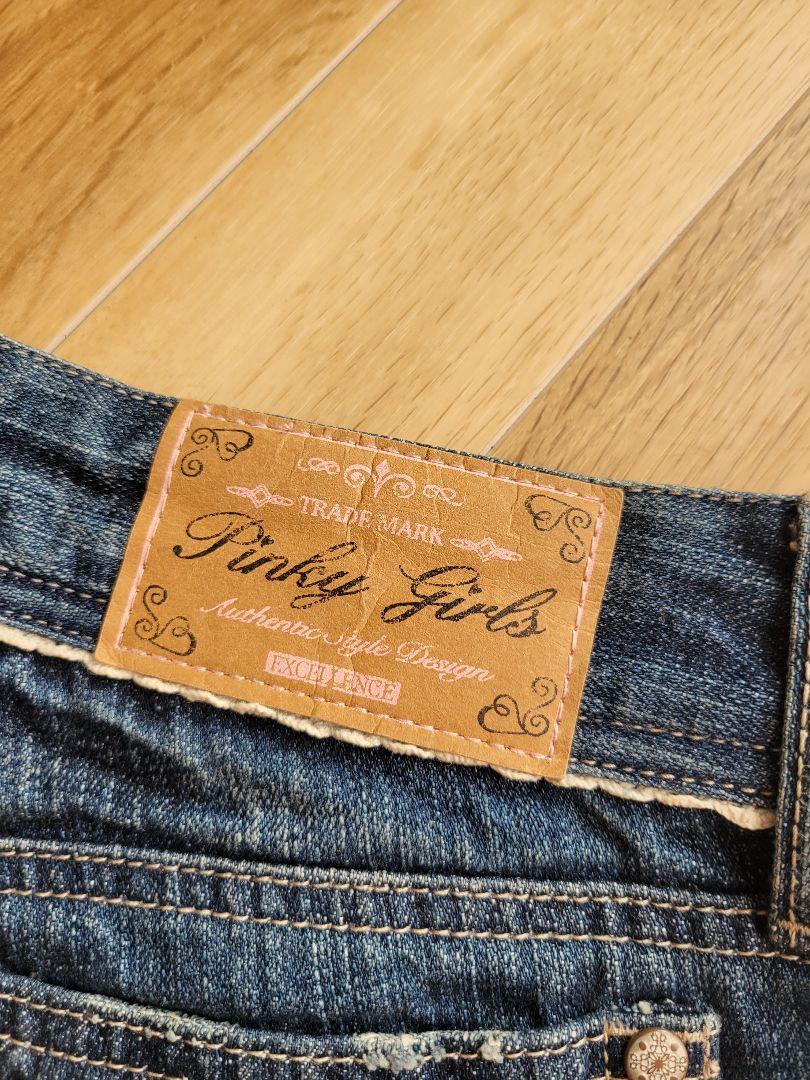 TRADE MARK
Pinky Girls
Authentic Style Design
EXCELLENCE